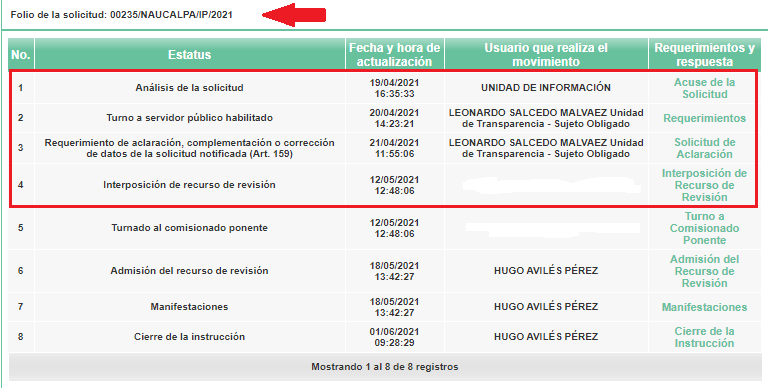 Folio de la solicitud: 00235/NAUCALPA/IP/2021
No. Estatus Fecha y hora de actualización Usuario que realiza el movimiento Requerimientos y respuesta
1 Análisis de la solicitud 19/04/2021 16:35:33 UNIDAD DE INFORMACIÓN Acuse de la Solicitud
2 Turno a servidor público habilitado 20/04/2021 14:23:21 LEONARDO SALCEDO MALVAEZ Unidad de Transparencia - Sujeto Obligado Requerimientos
3 Requerimiento de aclaración, complementación o corrección de datos de la solicitud notificada (Art. 159) 21/04/2021 11:55:06 LEONARDO SALCEDO MALVAEZ Unidad de Transparencia - Sujeto Obligado Solicitud de Aclaración
4 Interposición de recurso de revisión 12/05/2021 12:48:06 Interposición de Recurso de Revisión
5 Turnado al comisionado ponente 12/05/2021 12:48:06 Turno a Comisionado Ponente
6 Admisión del recurso de revisión 18/05/2021 13:42:27 HUGO AVILÉS PÉREZ Admisión del Recurso de Revisión
7 Manifestaciones 18/05/2021 13:42:27 HUGO AVILÉS PÉREZ Manifestaciones
8 Cierre de la instrucción 01/06/2021 09:28:29 HUGO AVILÉS PÉREZ Cierre de la Instrucción
Mostrando 1 al 8 de 8 registros